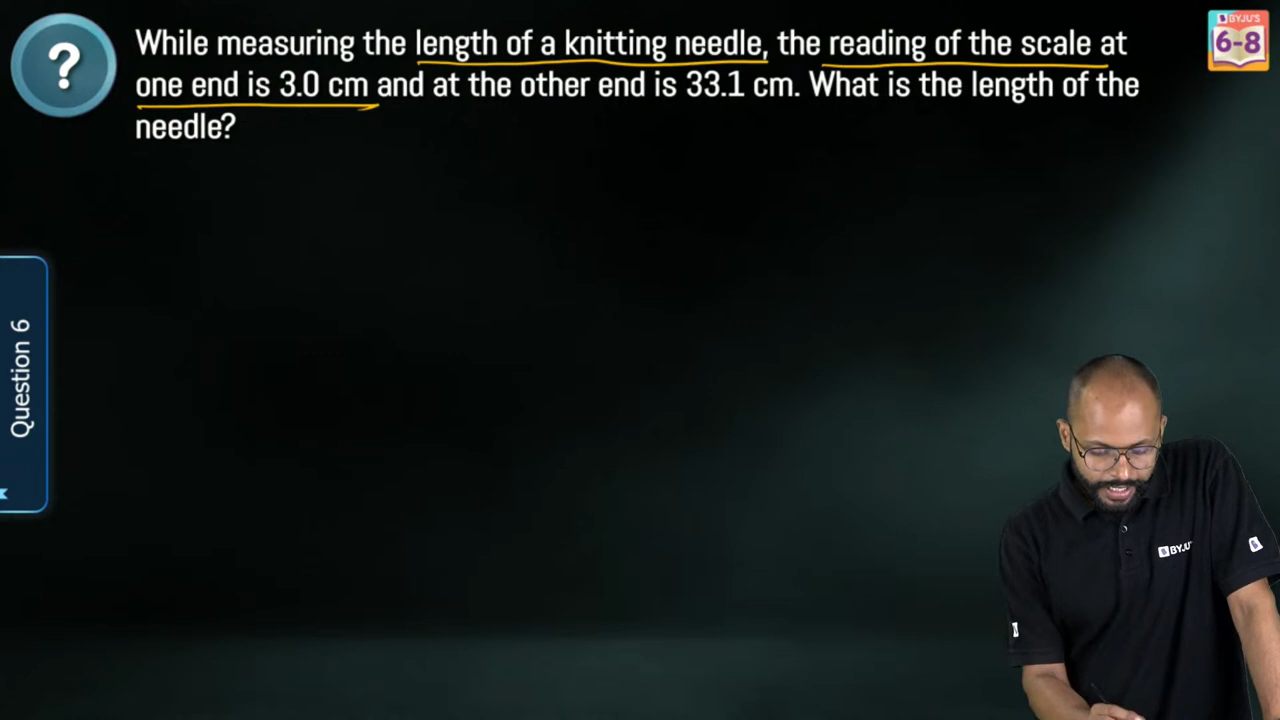 While measuring the length of a knitting needle, the reading of the scale at
one end is 3.0 cm and at the other end is 33.1 cm. What is the length of the
needle?
?
BYJU'S
6-8
Question 6
BYJU'S